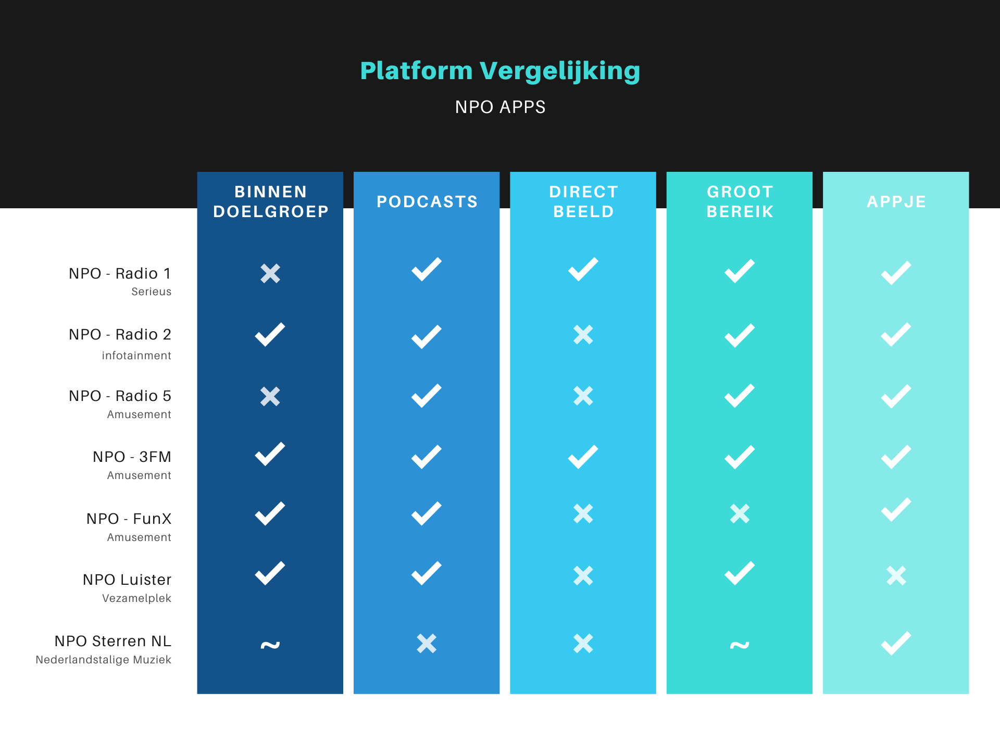 Platform Vergelijking
NPO APPS
BINNEN
DOELGROEP
PODCASTS
DIRECT
BEELD
GROOT
BEREIK
APPJE
NPO - Radio 1
Serieus
NPO - Radio 2
infotainment
NPO - Radio 5
Amusement
NPO - 3FM
Amusement
NPO - FunX
Amusement
NPO Luister
Vezamelplek
NPO Sterren NL
~ ~
Nederlandstalige Muziek